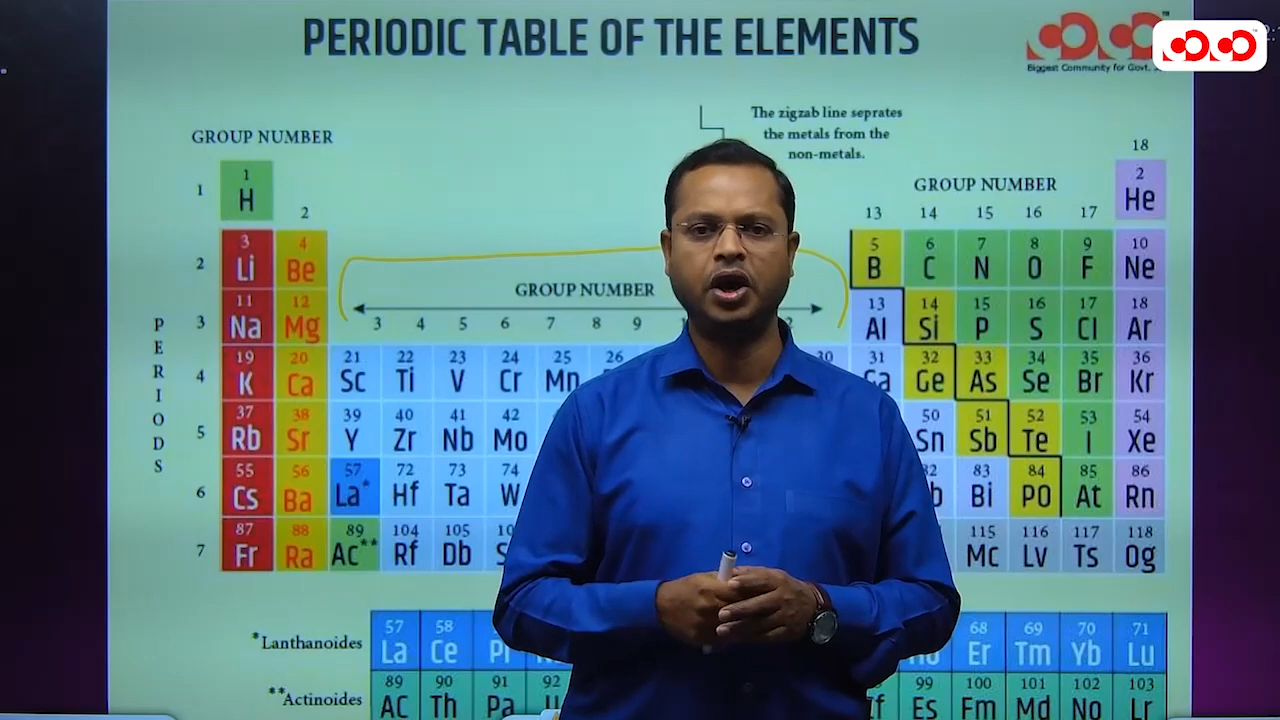 PERIODIC TABLE OF THE ELEMENTS
Biggest Community for Govt.
The zigzab line seprates
the metals from the
non-metals.
GROUP NUMBER
18
GROUP NUMBER
1 1 2
H He
2 13 14 15 16 17
2 3 4 5 6 7 8 9 10
Li Be B C N O F Ne
GROUP NUMBER
3 4 5 6 7 8 9
3 11 12 13 14 15 16 17 18
Na Mg Al Si P S Cl Ar
4 19 20 21 22 23 24 25 26 30 31 32 33 34 35 36
K Ca Sc Ti V Cr Mn Ge As Se Br Kr
5 37 38 39 40 41 42 50 51 52 53 54
Rb Sr Y Zr Nb Mo Sn Sb Te I Xe
6 55 56 57 72 73 74 83 84 85 86
Cs Ba La* Hf Ta W Bi PO At Rn
7 87 88 89 104 105 115 116 117 118
Fr Ra Ac** Rf Db Mc Lv Ts Og
PERIODS
57 58 68 69 70 71
*Lanthanoides La Ce Er Tm Yb Lu
89 90 91 92 99 100 101 102 103
**Actinoides AC Th Pa Es Fm Md No Lr